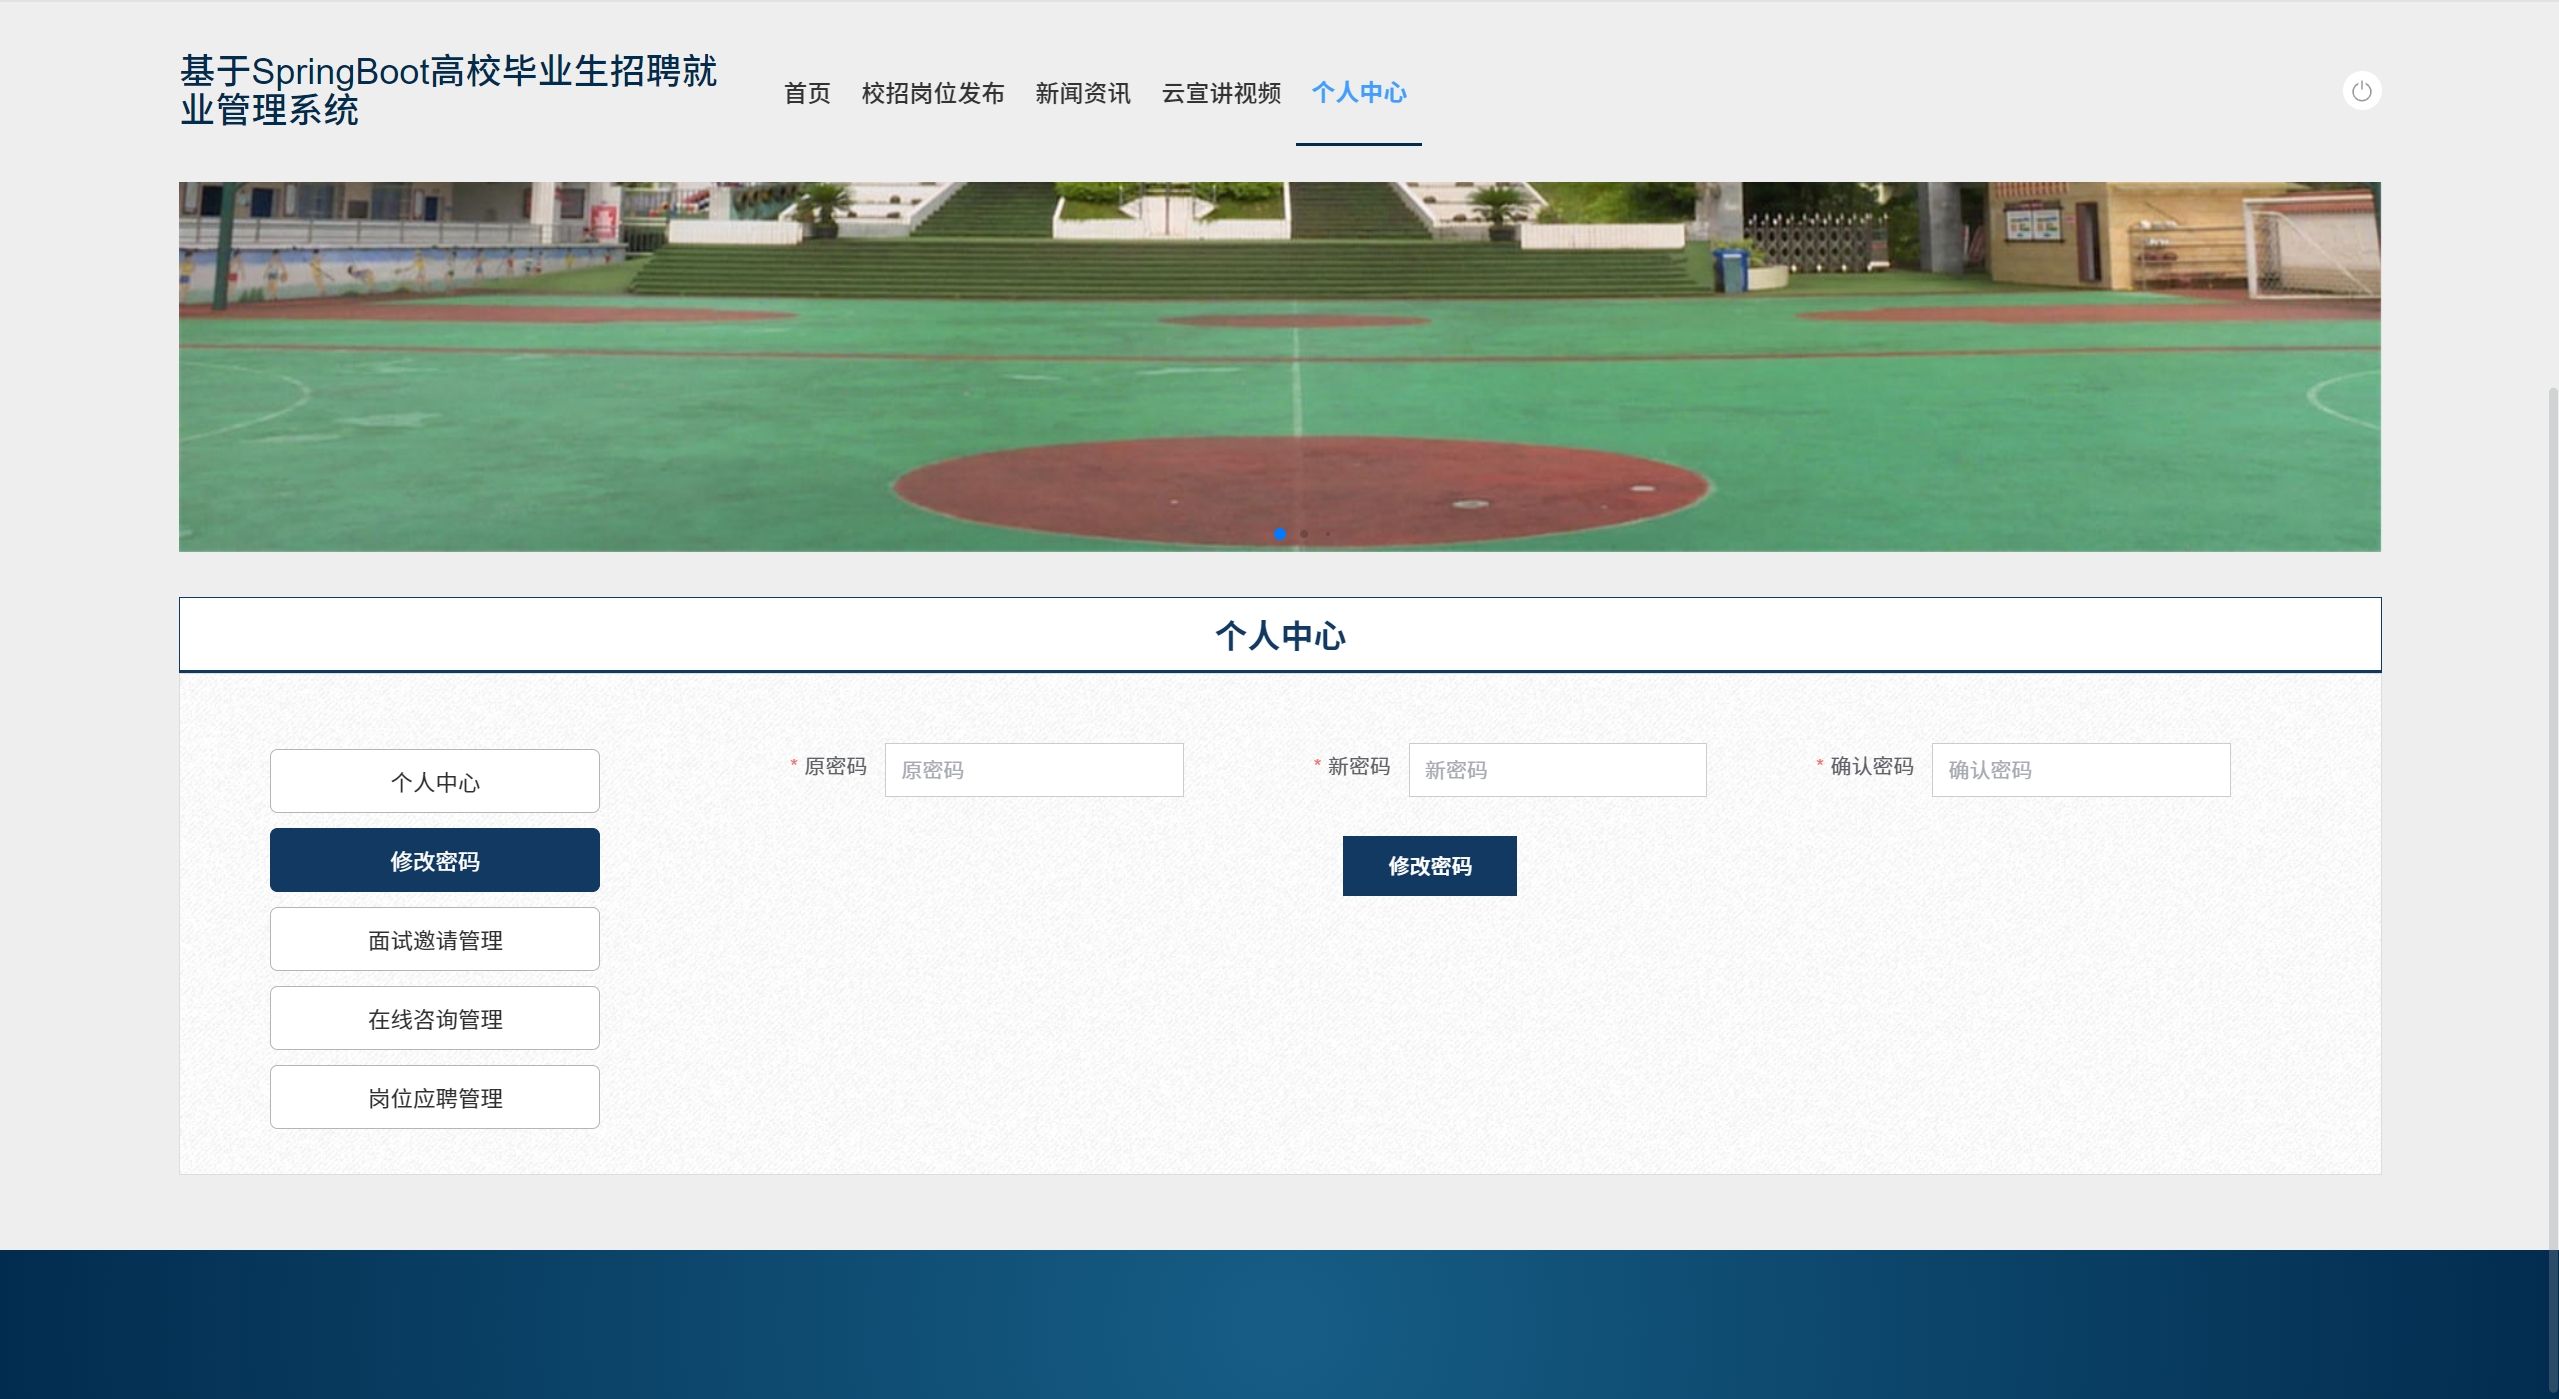 基于SpringBoot高校毕业生招聘就
业管理系统
首页 校招岗位发布 新闻资讯 云宣讲视频 个人中心
个人中心
个人中心
修改密码
面试邀请管理
在线咨询管理
岗位应聘管理
* 原密码 原密码 * 新密码 新密码 * 确认密码 确认密码
修改密码